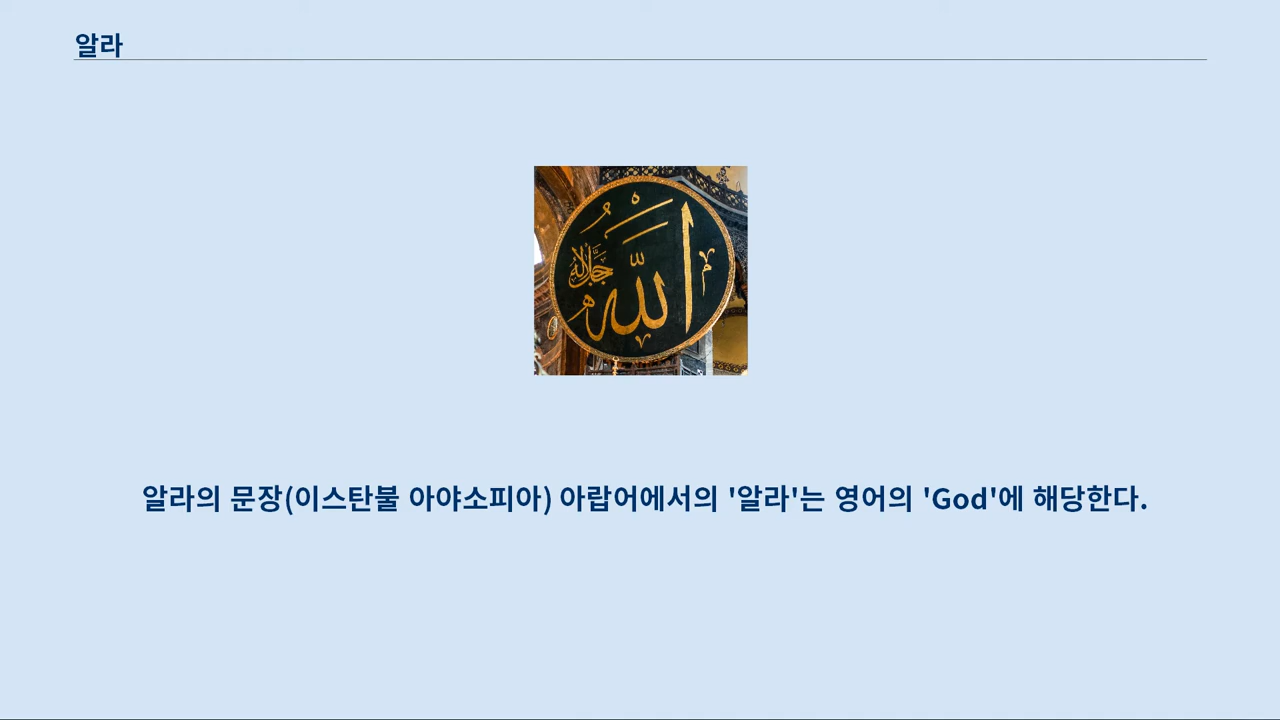 알라
الله
جل جلاله
알라의 문장(이스탄불 아야소피아) 아랍어에서의 '알라'는 영어의 'God'에 해당한다.